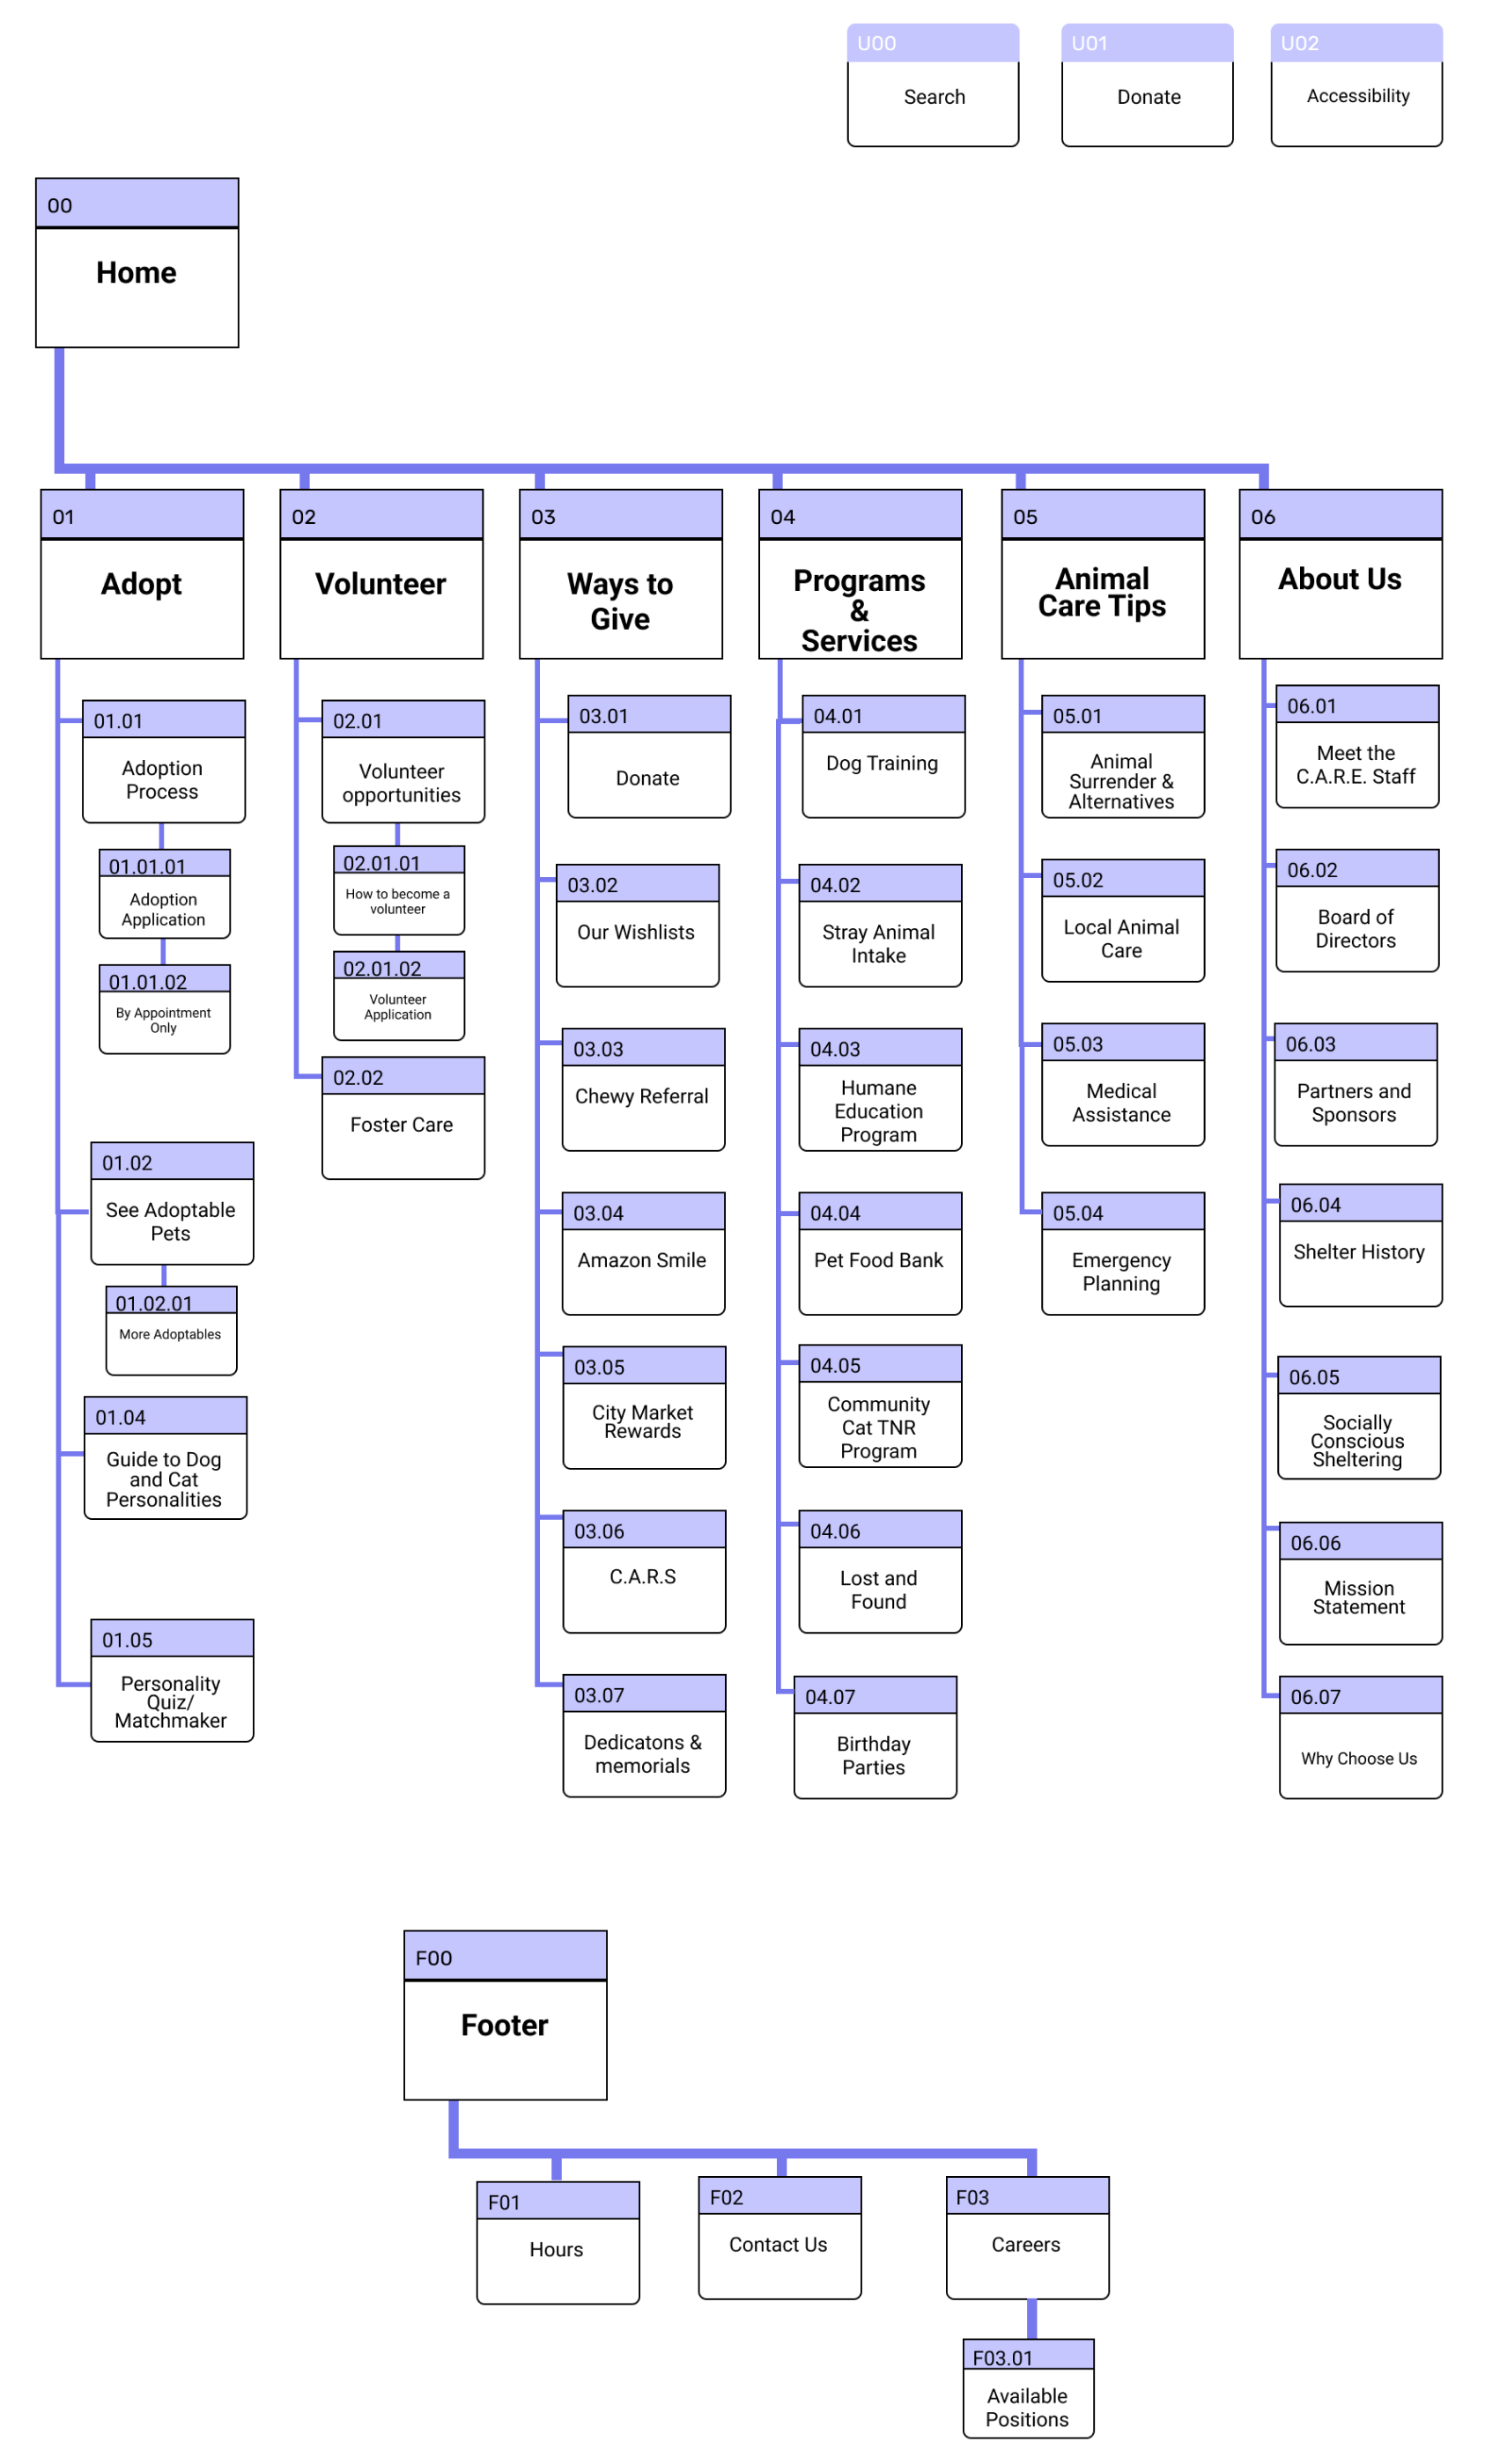 U00
Search
U01
Donate
U02
Accessibility
00
Home
01
Adopt
01.01
Adoption
Process
01.01.01
Adoption
Application
01.01.02
By Appointment
Only
01.02
See Adoptable
Pets
01.02.01
More Adoptables
01.04
Guide to Dog
and Cat
Personalities
01.05
Personality
Quiz/
Matchmaker
02
Volunteer
02.01
Volunteer
opportunities
02.01.01
How to become a
volunteer
02.01.02
Volunteer
Application
02.02
Foster Care
03
Ways to
Give
03.01
Donate
03.02
Our Wishlists
03.03
Chewy Referral
03.04
Amazon Smile
03.05
City Market
Rewards
03.06
C.A.R.S
03.07
Dedicatons &
memorials
04
Programs
&
Services
04.01
Dog Training
04.02
Stray Animal
Intake
04.03
Humane
Education
Program
04.04
Pet Food Bank
04.05
Community
Cat TNR
Program
04.06
Lost and
Found
04.07
Birthday
Parties
05
Animal
Care Tips
05.01
Animal
Surrender &
Alternatives
05.02
Local Animal
Care
05.03
Medical
Assistance
05.04
Emergency
Planning
06
About Us
06.01
Meet the
C.A.R.E. Staff
06.02
Board of
Directors
06.03
Partners and
Sponsors
06.04
Shelter History
06.05
Socially
Conscious
Sheltering
06.06
Mission
Statement
06.07
Why Choose Us
F00
Footer
F01
Hours
F02
Contact Us
F03
Careers
F03.01
Available
Positions